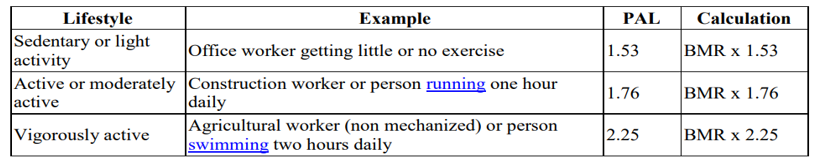 Lifestyle Example PAL Calculation
Sedentary or light
activity
Office worker getting little or no exercise 1.53 BMR x 1.53
Active or moderately
active
Construction worker or person running one hour
daily
1.76 BMR x 1.76
Vigorously active
Agricultural worker (non mechanized) or person
swimming two hours daily
2.25 BMR x 2.25